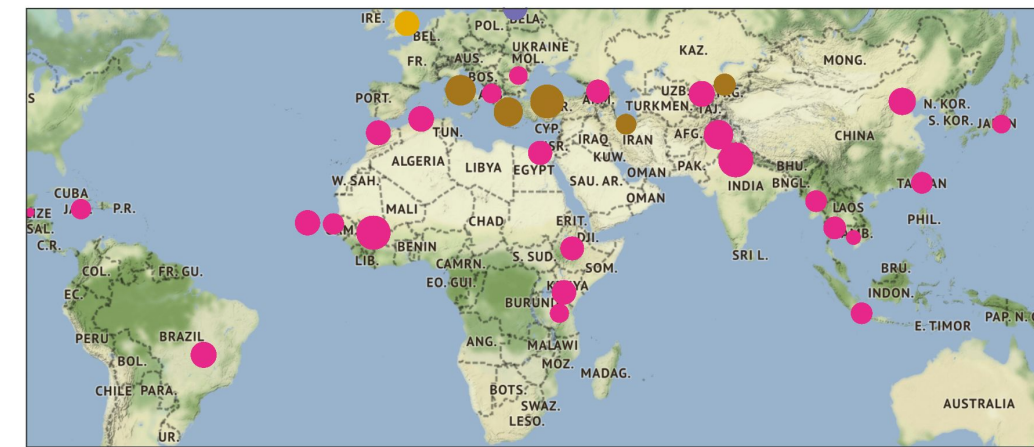 IRE.
POL.
BELA.
BEL.
UKRAINE
FR.
AUS.
MOL.
KAZ.
MONG.
BOS.
PORT.
UZB.
N. KOR.
TURKMEN.
TAJ.
S. KOR.
TUN.
CYP.
CHINA
IRAQ
IRAN
AFG.
ALGERIA
LIBYA
EGYPT
KUW.
PAK.
BHU.
W. SAH.
SAU. AR.
OMAN
INDIA
BNGL.
CUBA
OMAN
P.R.
MALI
CHAD
ERIT.
LAOS
SAL.
DJI.
PHIL.
C.R.
BENIN
LIB.
CAMRN.
S. SUD.
SOM.
SRI L.
COL.
FR. GU.
EO. GUI.
BRU.
EC.
BURUNDI
INDON.
PAP. N.
E. TIMOR
PERU
BRAZIL
ANG.
MALAWI
BOL.
MOZ.
MADAG.
CHILE
PARA.
BOTS.
SWAZ.
AUSTRALIA
LESO.
UR.